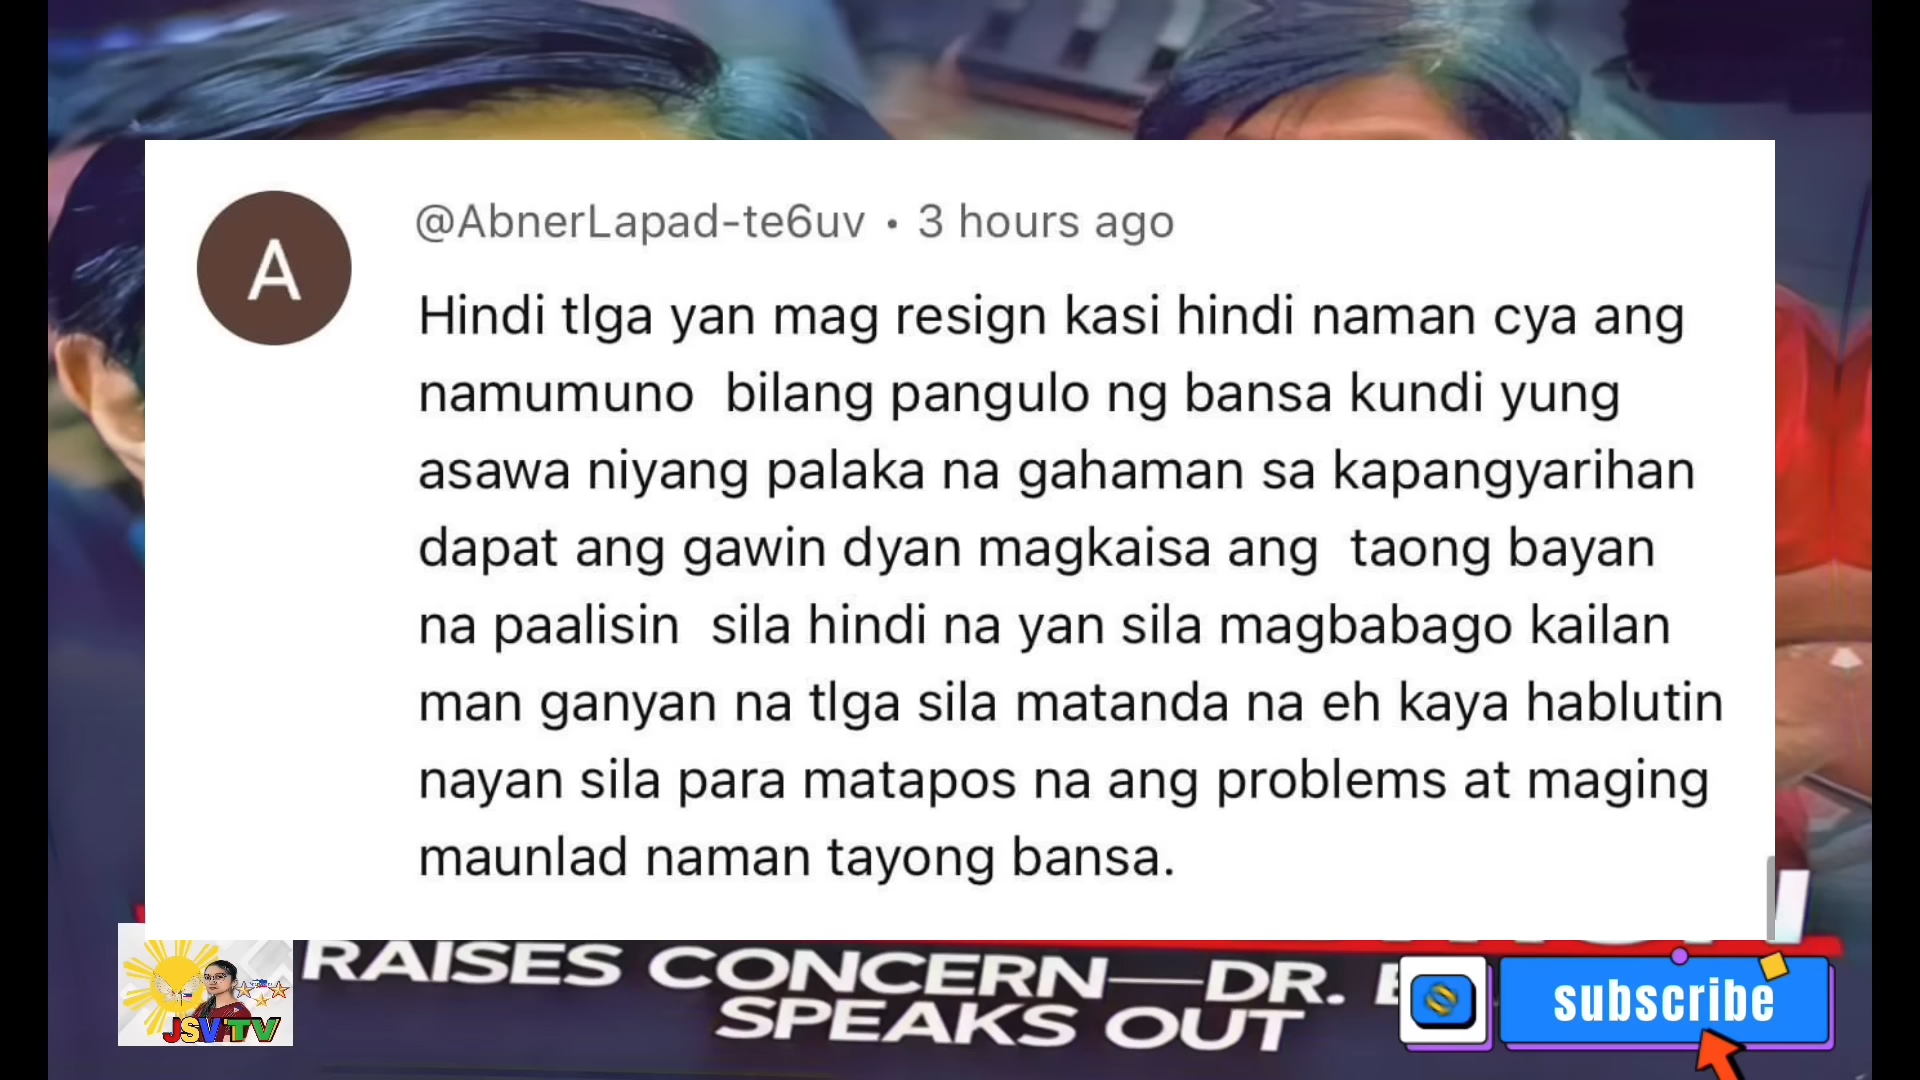 A
@AbnerLapad-te6uv • 3 hours ago
Hindi tlga yan mag resign kasi hindi naman cya ang
namumuno bilang pangulo ng bansa kundi yung
asawa niyang palaka na gahaman sa kapangyarihan
dapat ang gawin dyan magkaisa ang taong bayan
na paalisin sila hindi na yan sila magbabago kailan
man ganyan na tlga sila matanda na eh kaya hablutin
nayan sila para matapos na ang problems at maging
maunlad naman tayong bansa.
RAISES CONCERN—DR.
SPEAKS OUT
JSV TV
subscribe